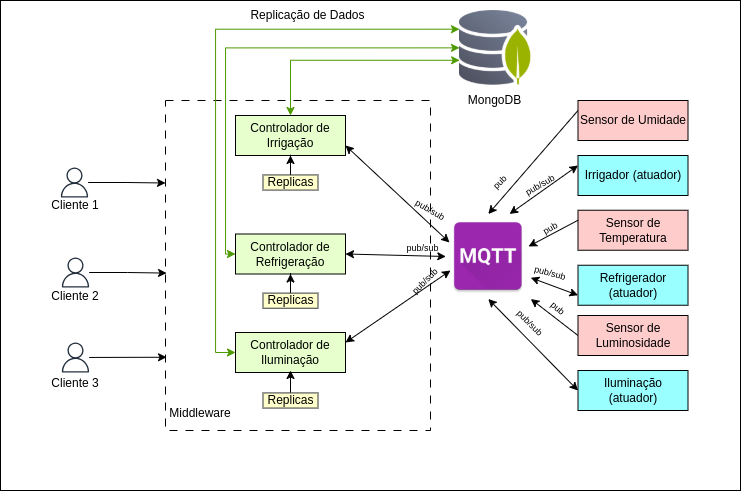 Replicação de Dados
MongoDB
Controlador de
Irrigação
Replicas
Controlador de
Refrigeração
Replicas
Controlador de
Iluminação
Replicas
Middleware
Cliente 1
Cliente 2
Cliente 3
pub/sub
pub/sub
pub/sub
MQTT
pub
pub/sub
pub
pub/sub
pub
pub/sub
Sensor de Umidade
Irrigador (atuador)
Sensor de
Temperatura
Refrigerador
(atuador)
Sensor de
Luminosidade
Iluminação
(atuador)